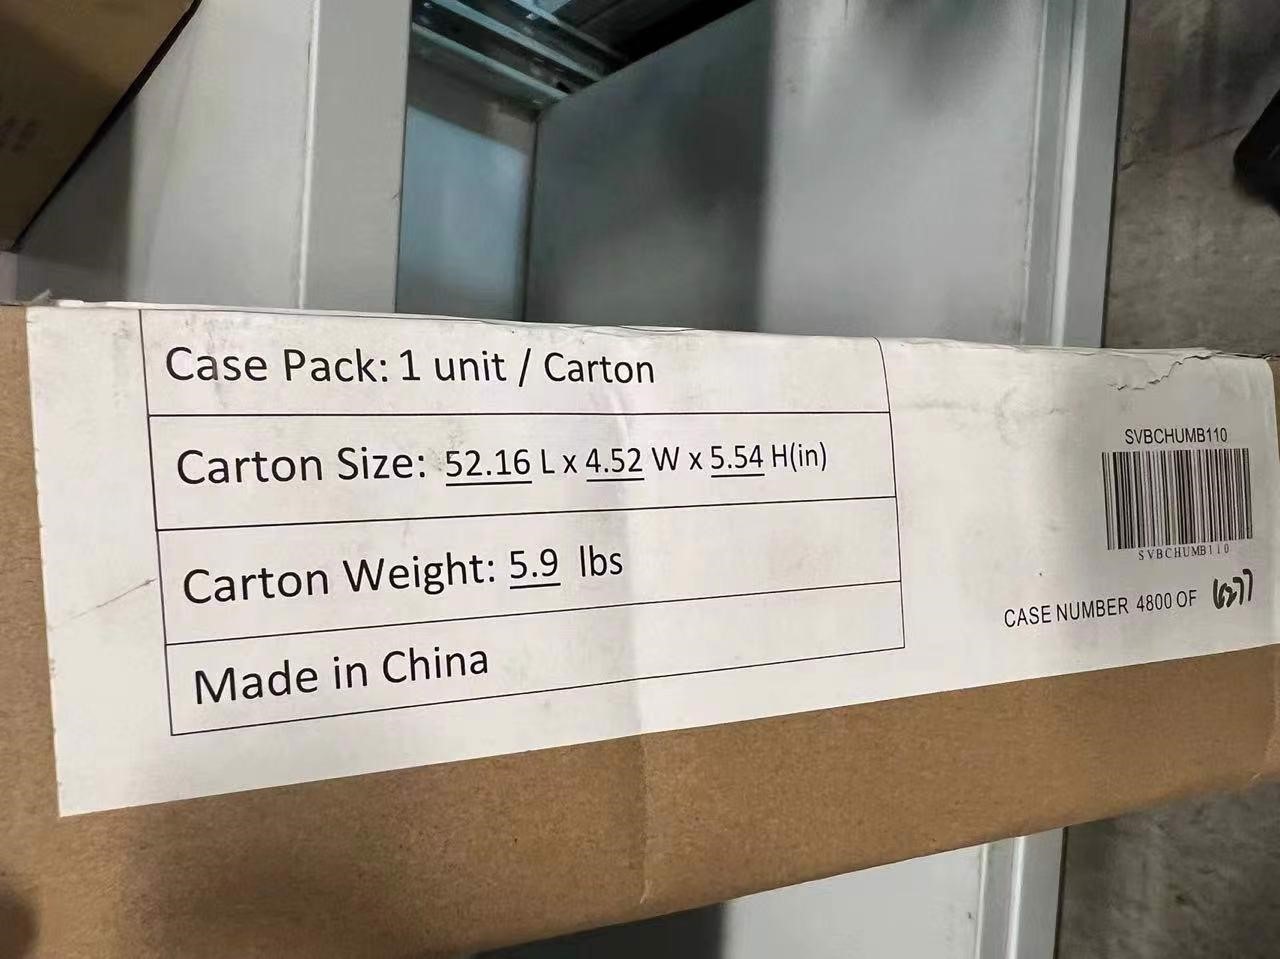 Case Pack: 1 unit / Carton
Carton Size: 52.16 L x 4.52 W x 5.54 H(in)
Carton Weight: 5.9 lbs
Made in China
SVBCHUMB110
SVBCHUMB110
CASE NUMBER 4800 OF